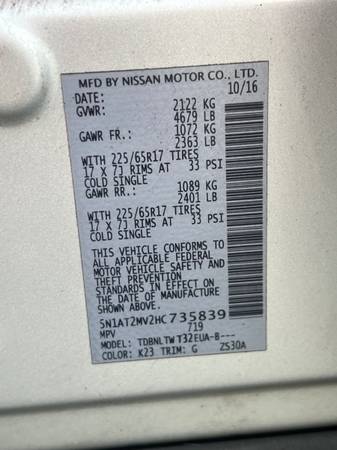 MFD BY NISSAN MOTOR CO., LTD.
DATE: 10/16
GVWR: 2122 KG
4679 LB
GAWR FR.: 1072 KG
2363 LB
WITH 225/65R17 TIRES
17 X 7J RIMS AT 33 PSI
COLD SINGLE
GAWR RR.: 1089 KG
2401 LB
WITH 225/65R17 TIRES
17 X 7J RIMS AT 33 PSI
COLD SINGLE
THIS VEHICLE CONFORMS TO
ALL APPLICABLE FEDERAL
MOTOR VEHICLE SAFETY AND
THEFT PREVENTION
STANDARDS IN EFFECT ON
THE DATE OF MANUFACTURE
SHOWN ABOVE.
5N1AT2MV2HC735839
MPV 719
MODEL: TDBNLTWT32EUA-B---
COLOR: K23 TRIM: G ZS30A